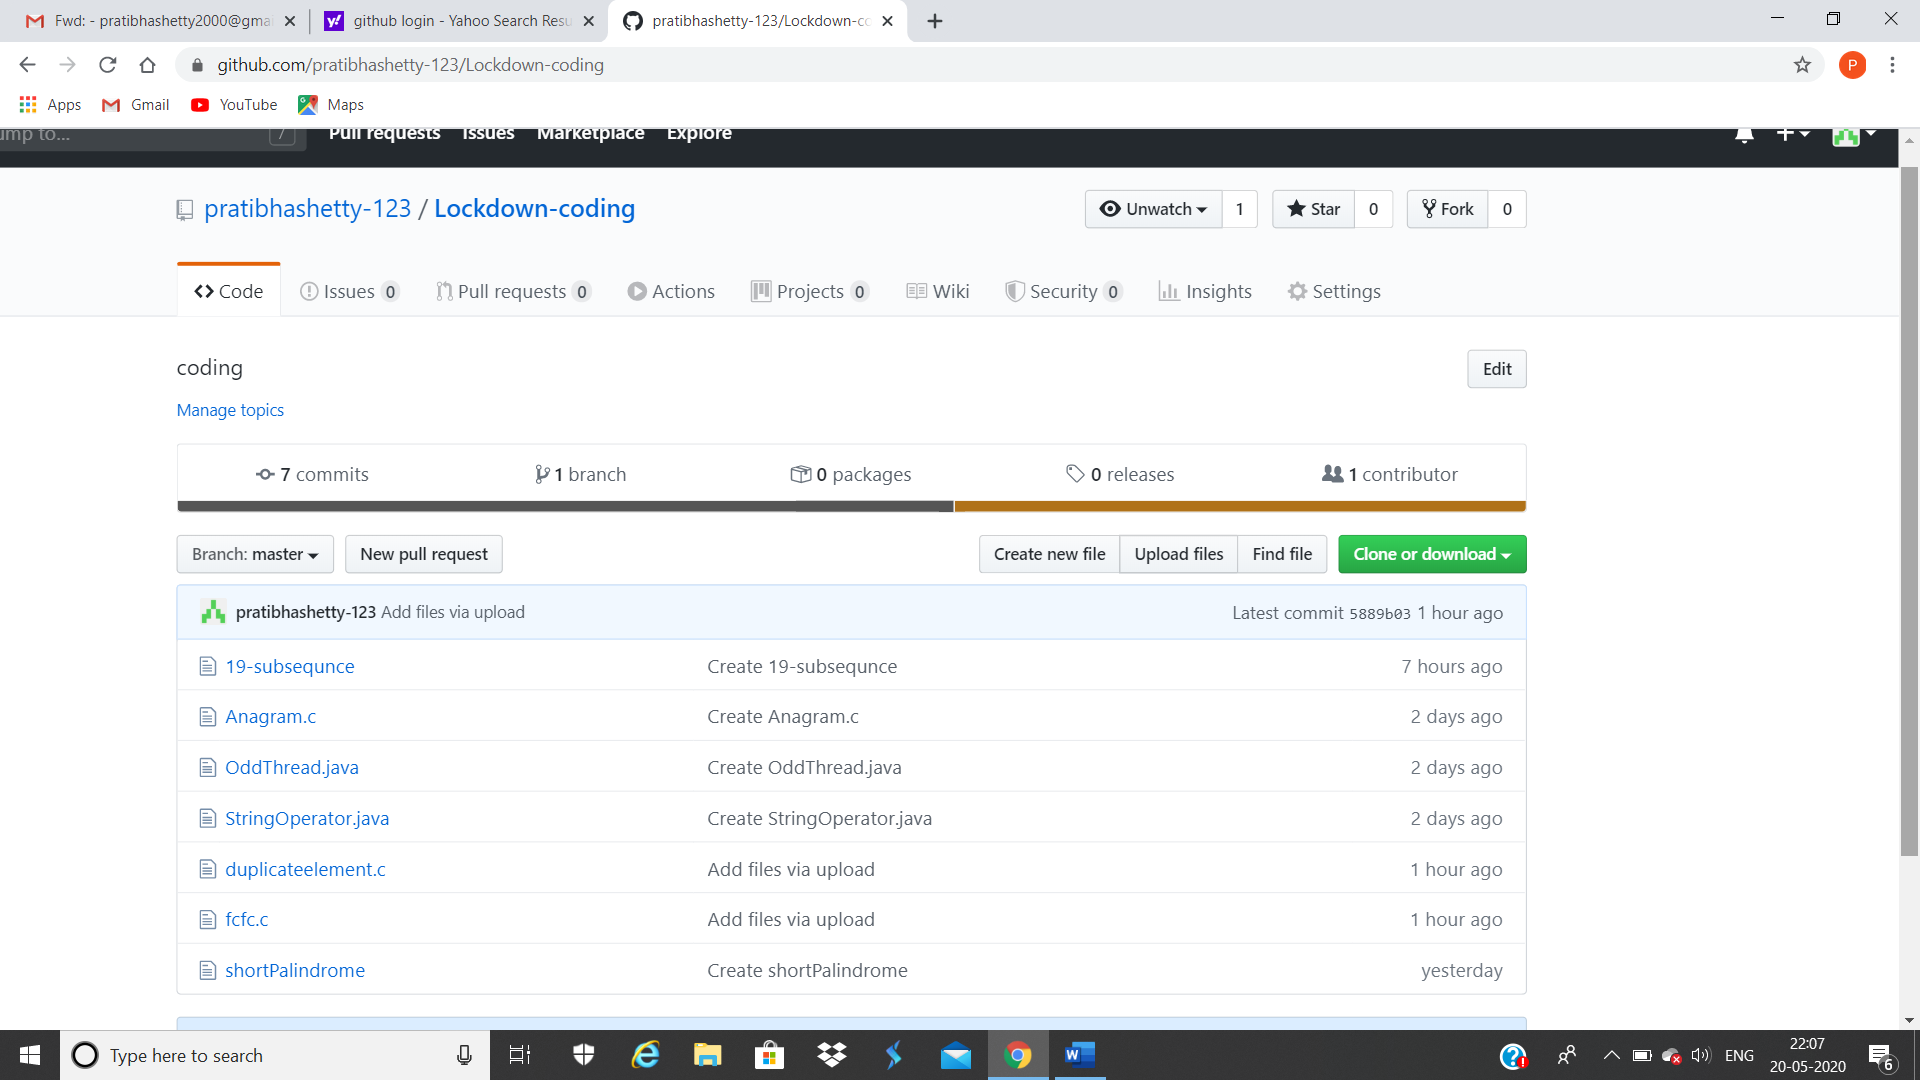 Fwd: - pratibhashetty2000@gmai
github login - Yahoo Search Resu
pratibhashetty-123/Lockdown-co
github.com/pratibhashetty-123/Lockdown-coding
P
Apps Gmail YouTube Maps
ump to... / Pull requests Issues Marketplace Explore
pratibhashetty-123 / Lockdown-coding
Unwatch 1 Star 0 Fork 0
Code Issues 0 Pull requests 0 Actions Projects 0 Wiki Security 0 Insights Settings
coding
Edit
Manage topics
7 commits 1 branch 0 packages 0 releases 1 contributor
Branch: master New pull request Create new file Upload files Find file Clone or download
pratibhashetty-123 Add files via upload Latest commit 5889b03 1 hour ago
19-subsequnce Create 19-subsequnce 7 hours ago
Anagram.c Create Anagram.c 2 days ago
OddThread.java Create OddThread.java 2 days ago
StringOperator.java Create StringOperator.java 2 days ago
duplicateelement.c Add files via upload 1 hour ago
fcfc.c Add files via upload 1 hour ago
shortPalindrome Create shortPalindrome yesterday
Type here to search
ENG
22:07
20-05-2020
6